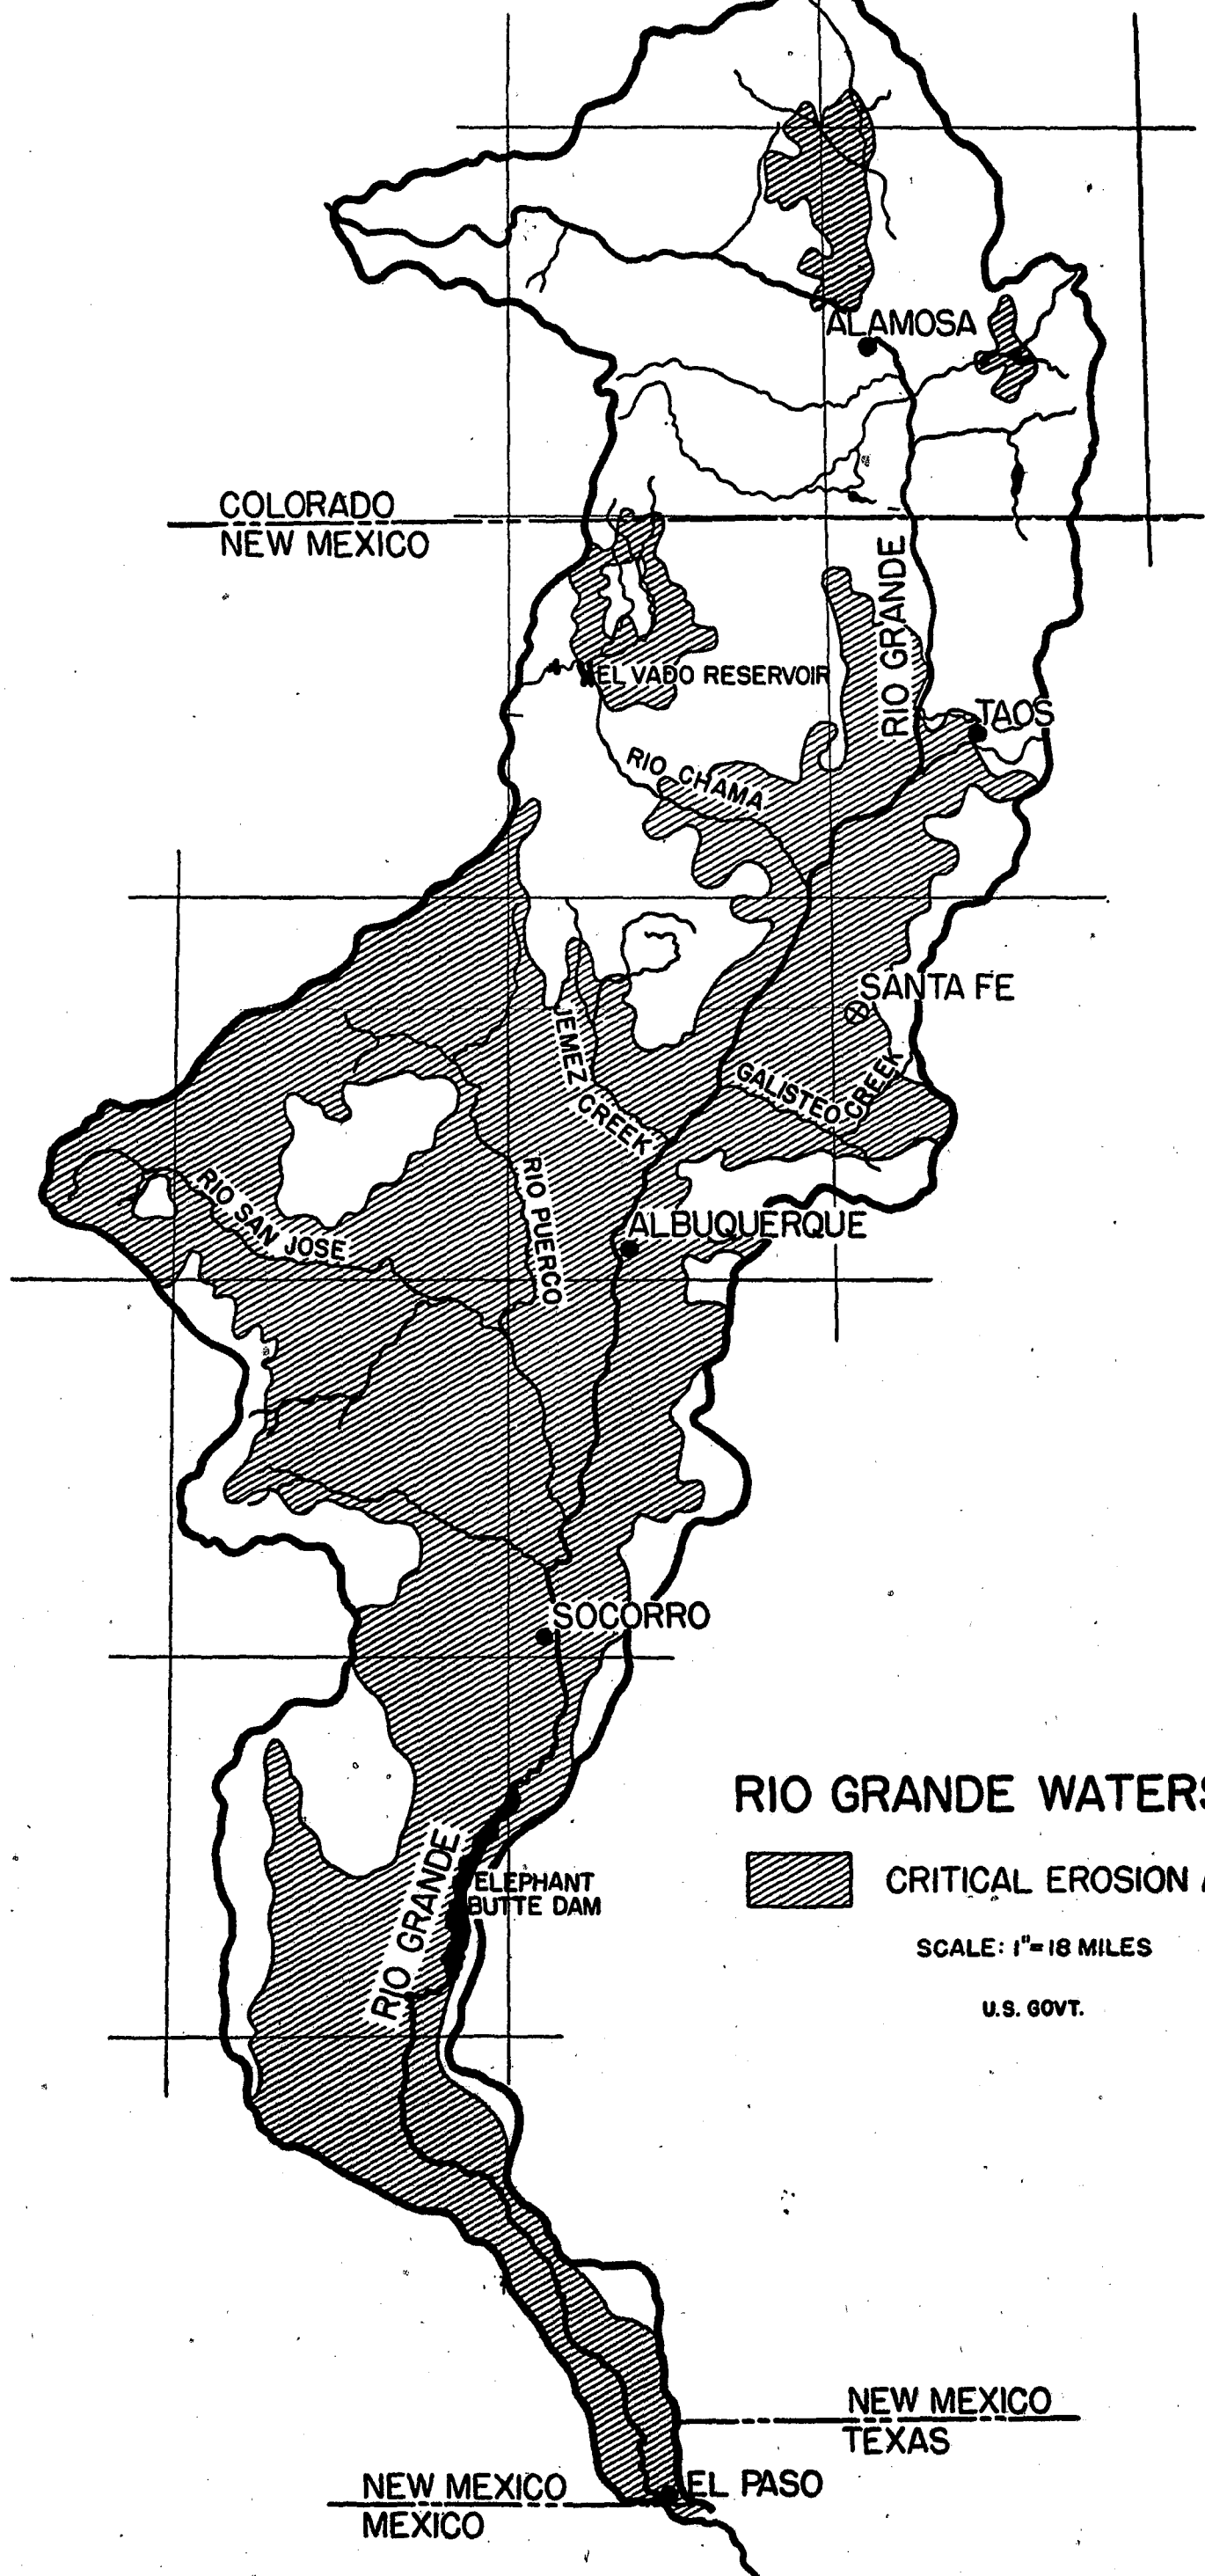 ALAMOSA
COLORADO
NEW MEXICO
RIO GRANDE
EL VADO RESERVOIR
TAOS
RIO CHAMA
SANTA FE
JEMEZ CREEK
GALISTEO CREEK
RIO SAN JOSE
RIO PUERCO
ALBUQUERQUE
SOCORRO
RIO GRANDE WATERS
CRITICAL EROSION A
SCALE: 1"=18 MILES
U.S. GOVT.
RIO GRANDE
ELEPHANT
BUTTE DAM
NEW MEXICO
TEXAS
EL PASO
NEW MEXICO
MEXICO